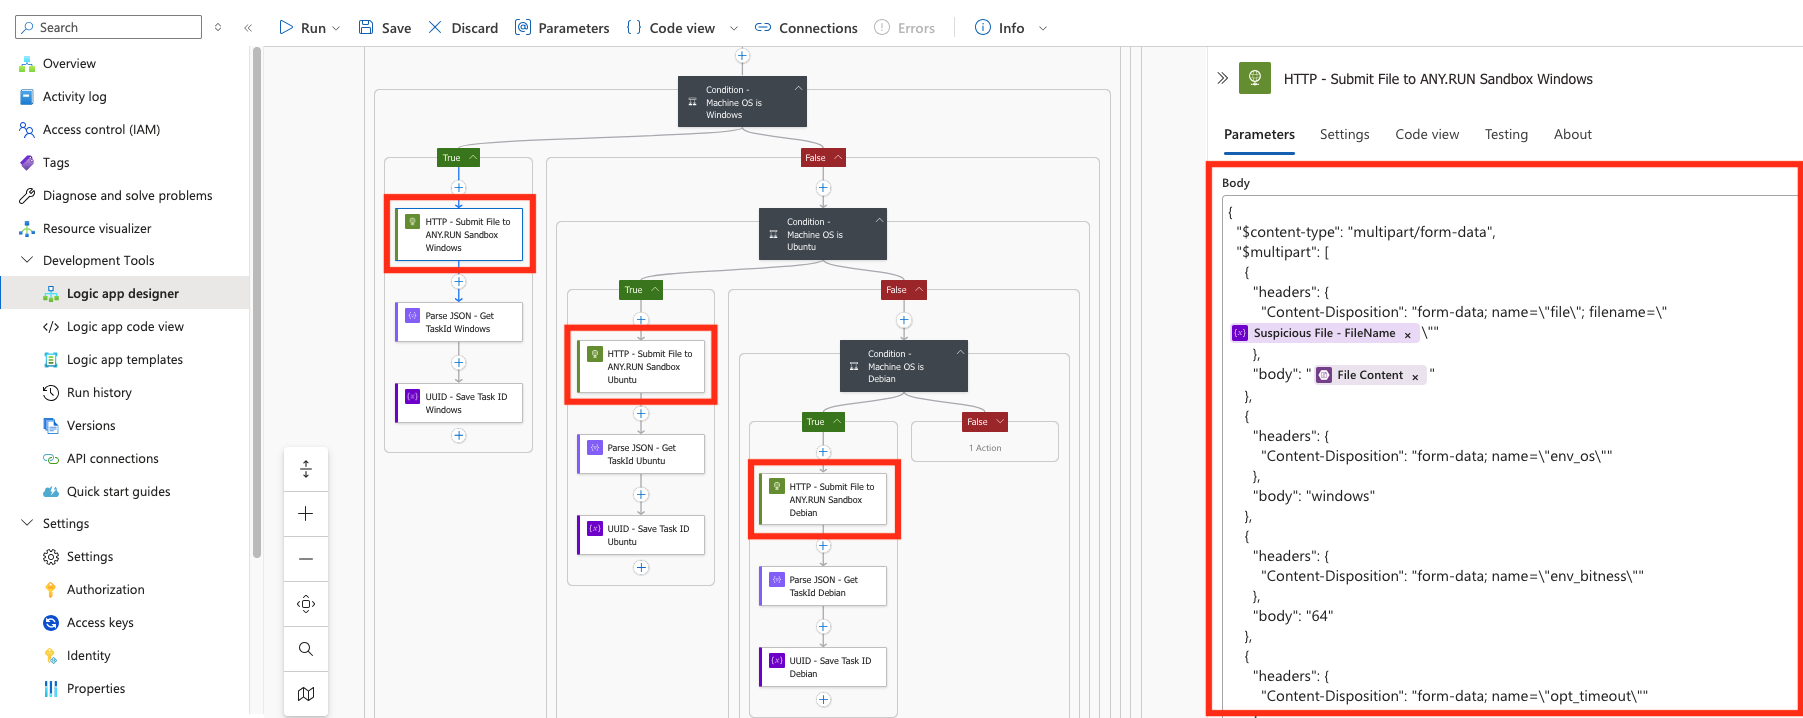 Search
Run
Save
Discard
Parameters
Code view
Connections
Errors
Info
Overview
Activity log
Access control (IAM)
Tags
Diagnose and solve problems
Resource visualizer
Development Tools
Logic app designer
Logic app code view
Logic app templates
Run history
Versions
API connections
Quick start guides
Settings
Settings
Authorization
Access keys
Identity
Properties
Condition -
Machine OS is
Windows
True
False
HTTP - Submit File to
ANY.RUN Sandbox
Windows
Parse JSON - Get
TaskId Windows
UUID - Save Task ID
Windows
Condition -
Machine OS is
Ubuntu
True
False
HTTP - Submit File to
ANY.RUN Sandbox
Ubuntu
Parse JSON - Get
TaskId Ubuntu
UUID - Save Task ID
Ubuntu
Condition -
Machine OS is
Debian
True
False
1 Action
HTTP - Submit File to
ANY.RUN Sandbox
Debian
Parse JSON - Get
TaskId Debian
UUID - Save Task ID
Debian
HTTP - Submit File to ANY.RUN Sandbox Windows
Parameters
Settings
Code view
Testing
About
Body
{
"$content-type": "multipart/form-data",
"$multipart": [
{
"headers": {
"Content-Disposition": "form-data; name=\"file\"; filename=\"
Suspicious File - FileName × \""
},
"body": " File Content × "
},
{
"headers": {
"Content-Disposition": "form-data; name=\"env_os\""
},
"body": "windows"
},
{
"headers": {
"Content-Disposition": "form-data; name=\"env_bitness\""
},
"body": "64"
},
{
"headers": {
"Content-Disposition": "form-data; name=\"opt_timeout\""